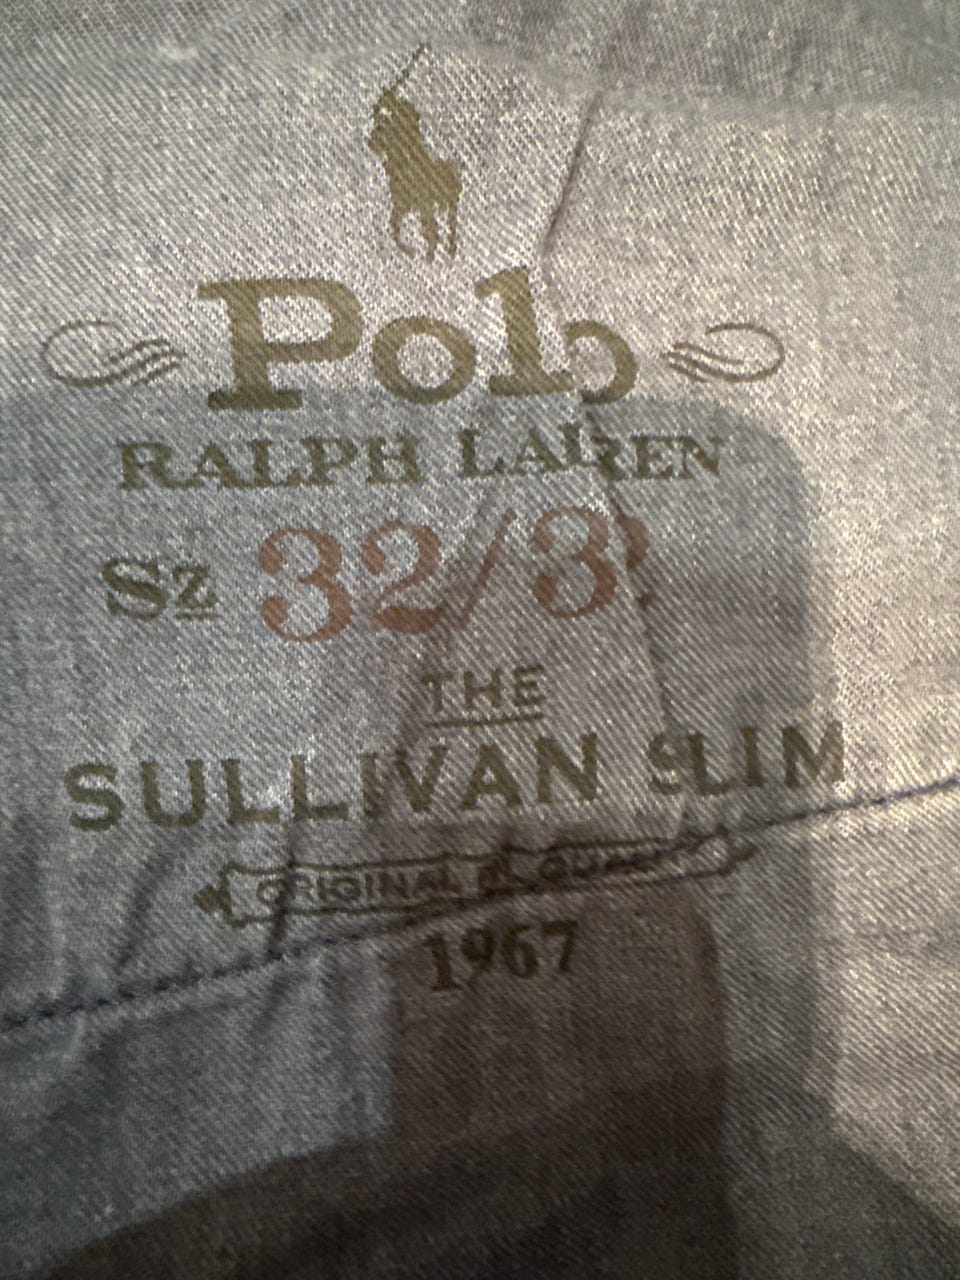 Polo
RALPH LAUREN
Sz 32/3
THE
SULLIVAN SLIM
ORIGINAL
1967